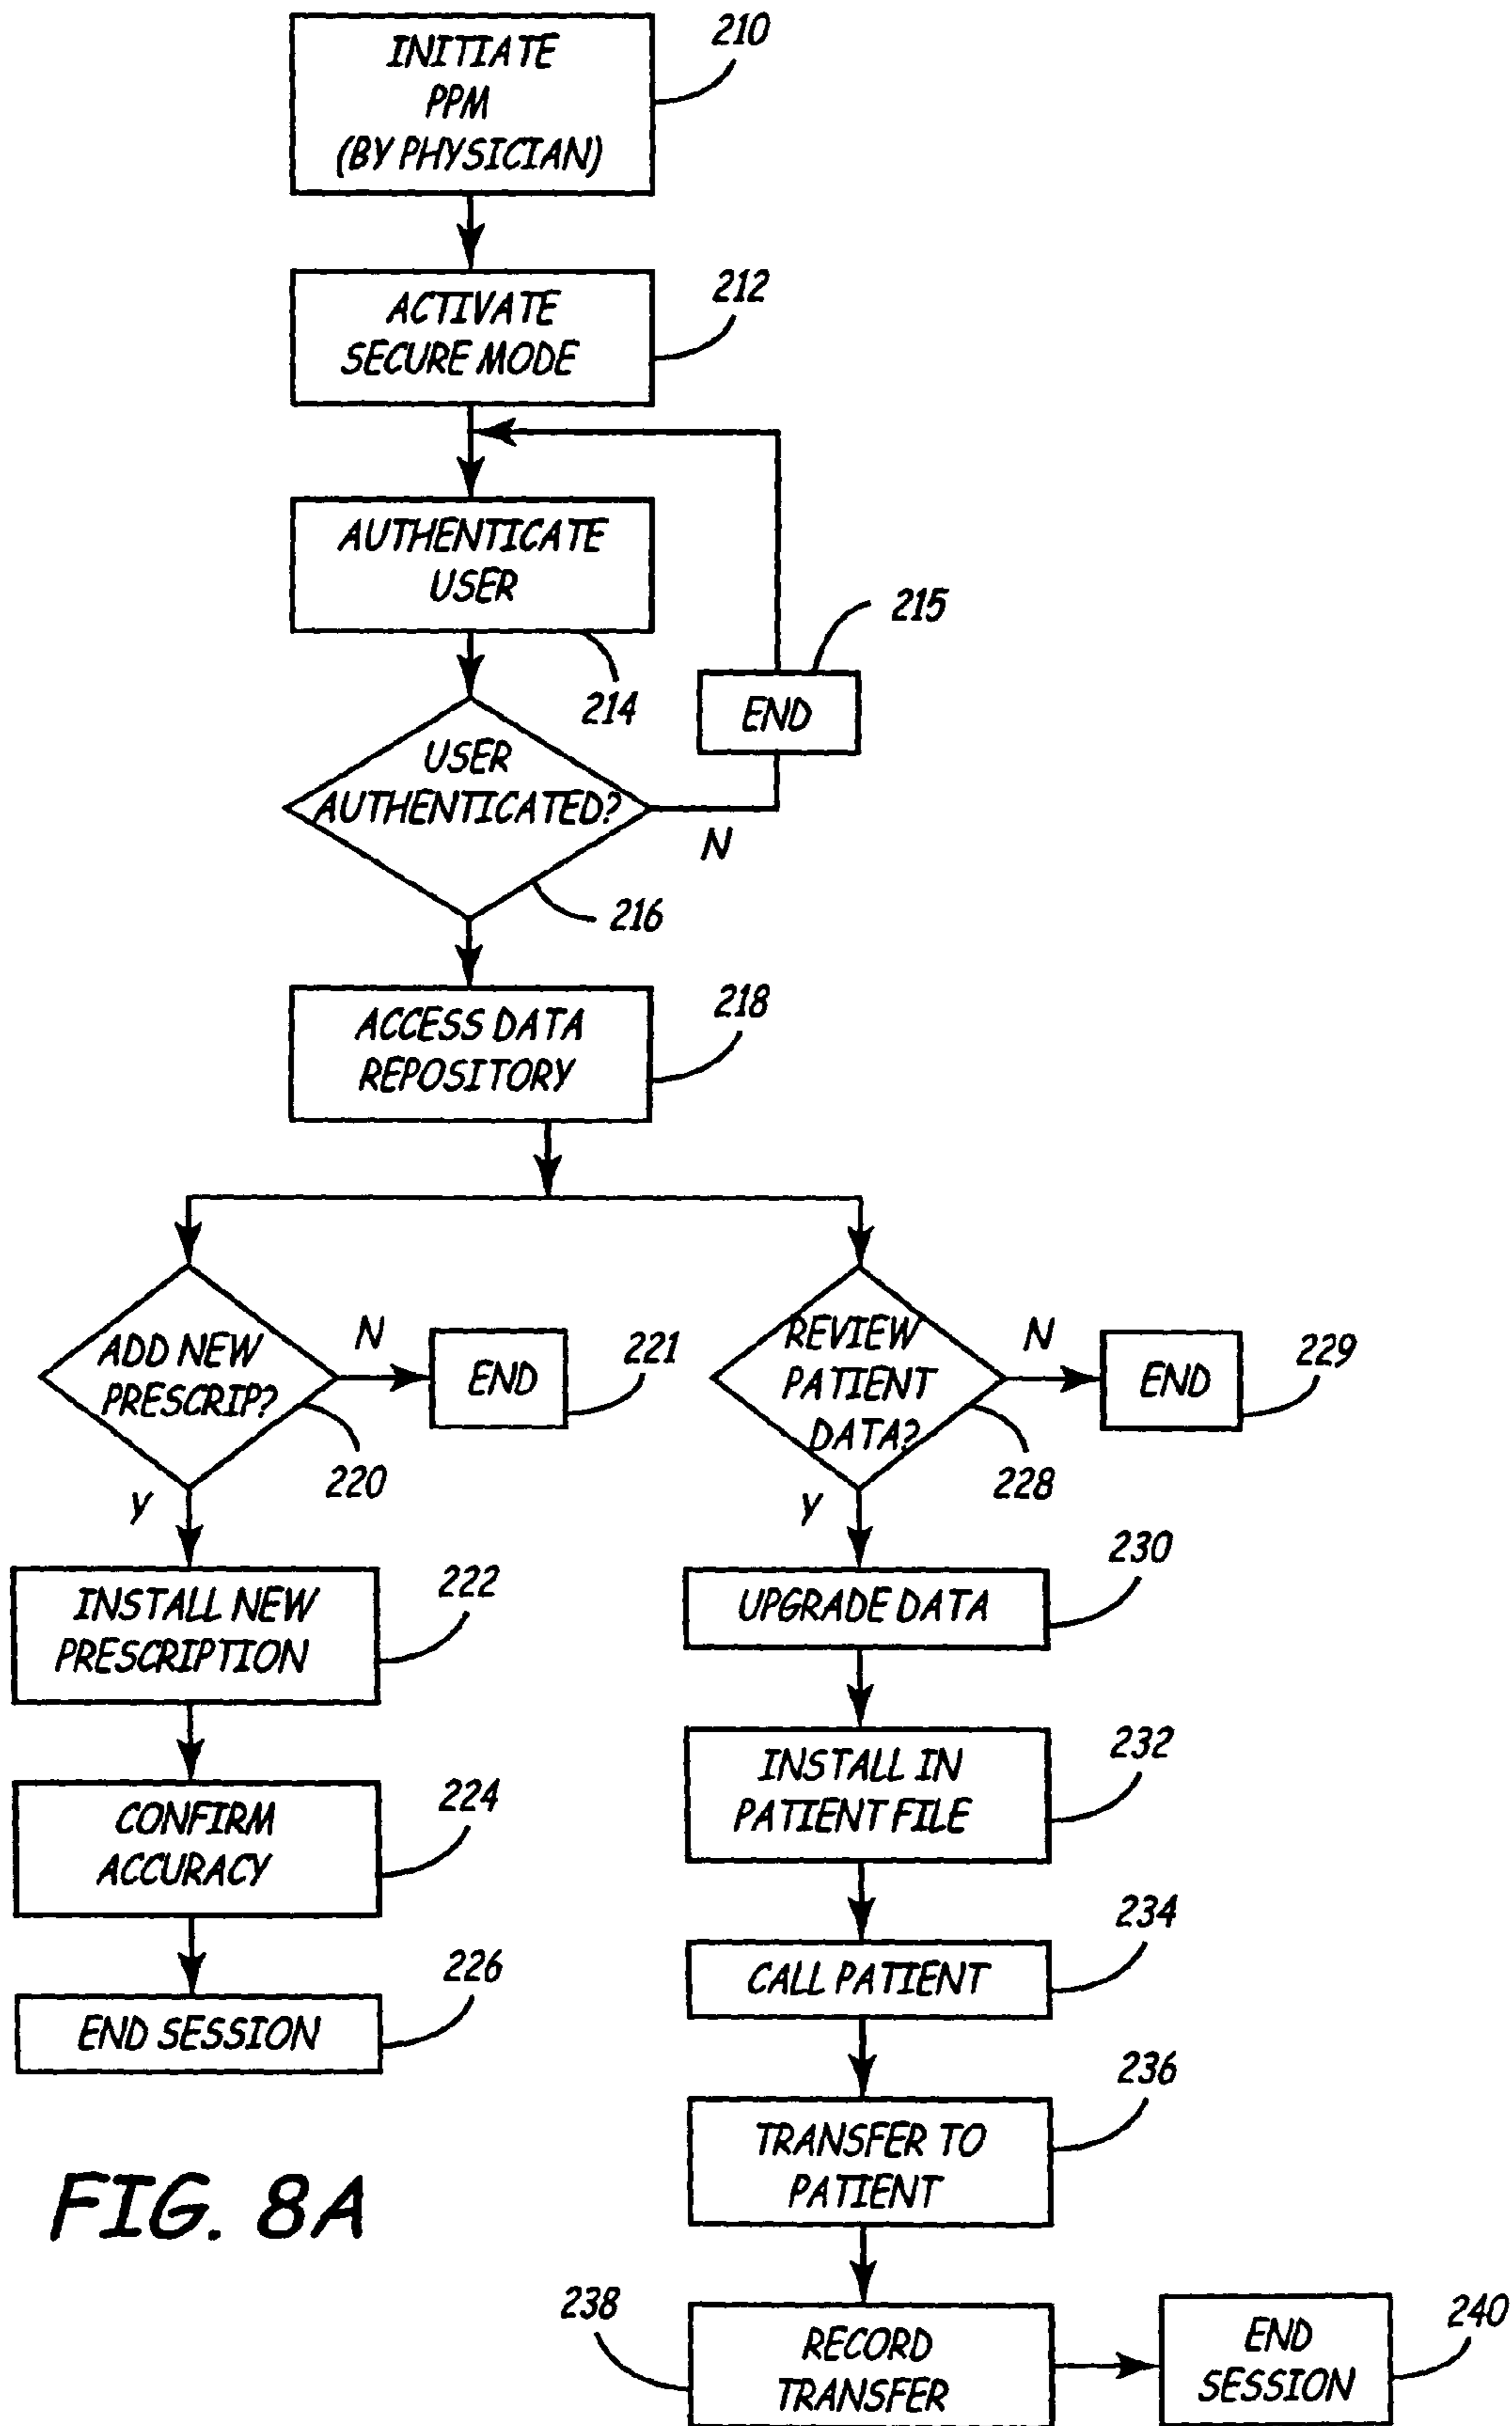 INITIATE
PPM
(BY PHYSICIAN)
210
ACTIVATE
SECURE MODE
212
AUTHENTICATE
USER
214
215
END
USER
AUTHENTICATED?
N
216
ACCESS DATA
REPOSITORY
218
ADD NEW
PRESCRIP?
N
END
221
220
Y
REVIEW
PATIENT
DATA?
N
END
229
228
Y
INSTALL NEW
PRESCRIPTION
222
UPGRADE DATA
230
CONFIRM
ACCURACY
224
INSTALL IN
PATIENT FILE
232
END SESSION
226
CALL PATIENT
234
TRANSFER TO
PATIENT
236
FIG. 8A
238
RECORD
TRANSFER
END
SESSION
240